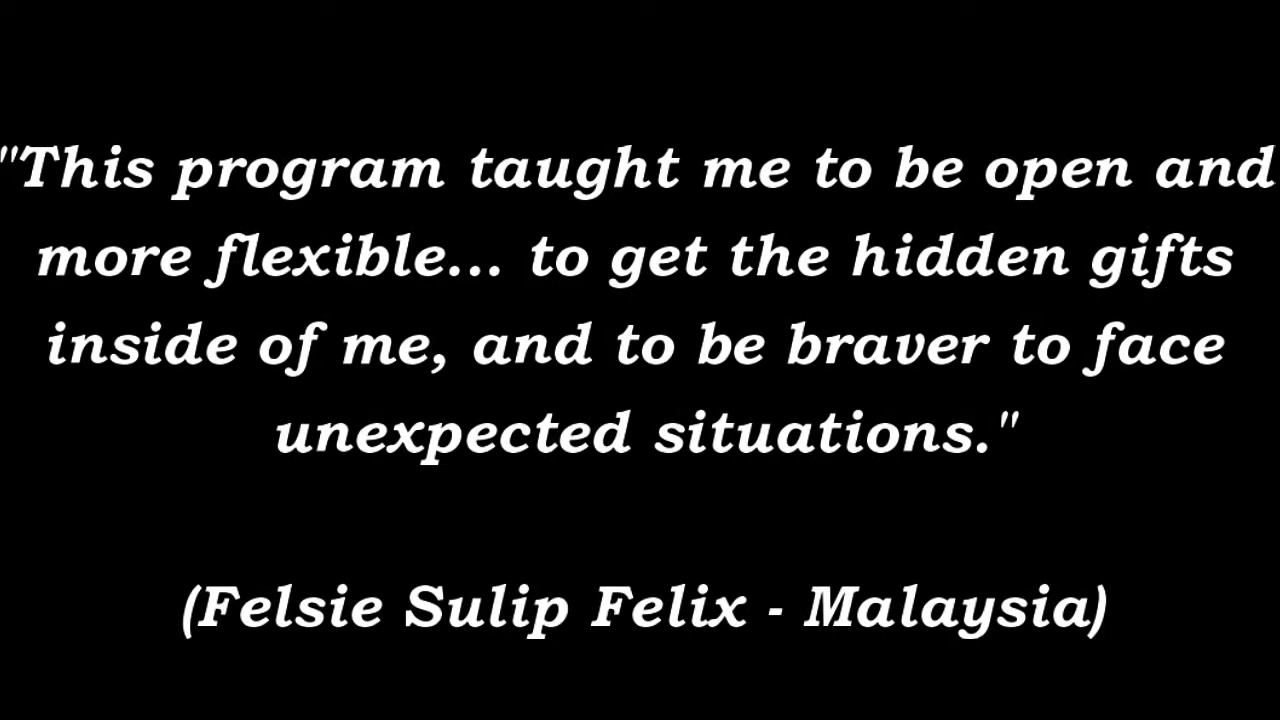 "This program taught me to be open and
more flexible... to get the hidden gifts
inside of me, and to be braver to face
unexpected situations."
(Felsie Sulip Felix - Malaysia)